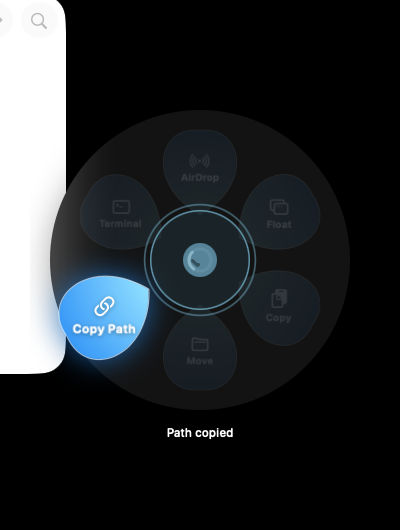 AirDrop
Terminal
Float
Copy Path
Copy
Move
Path copied